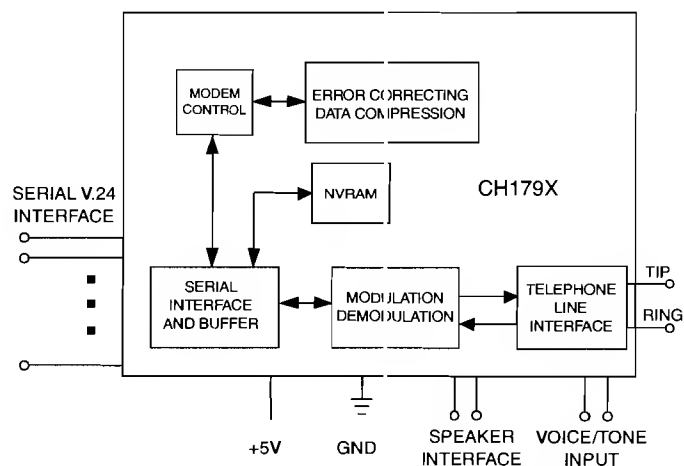 MODEM
CONTROL
ERROR CORRECTING
DATA COMPRESSION
NVRAM
CH179X
SERIAL V.24
INTERFACE
SERIAL
INTERFACE
AND BUFFER
MODULATION
DEMODULATION
TELEPHONE
LINE
INTERFACE
TIP
RING
+5V
GND
SPEAKER
INTERFACE
VOICE/TONE
INPUT